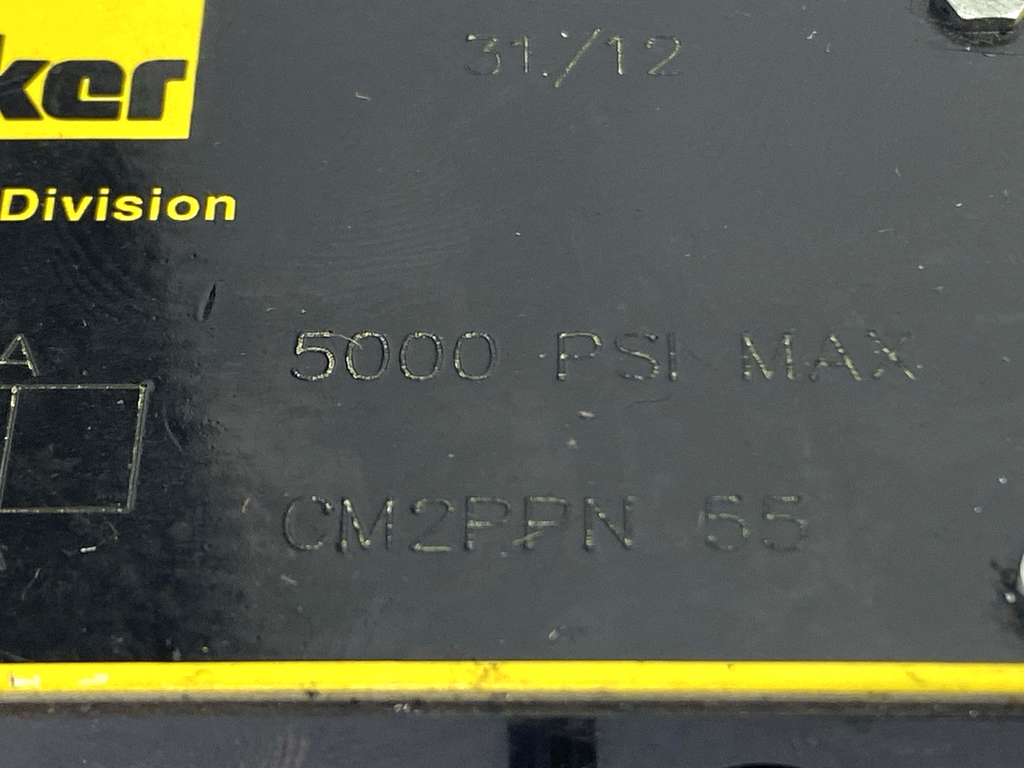 ker
31/12
Division
A
5000 PSI MAX
CM2PPN 55